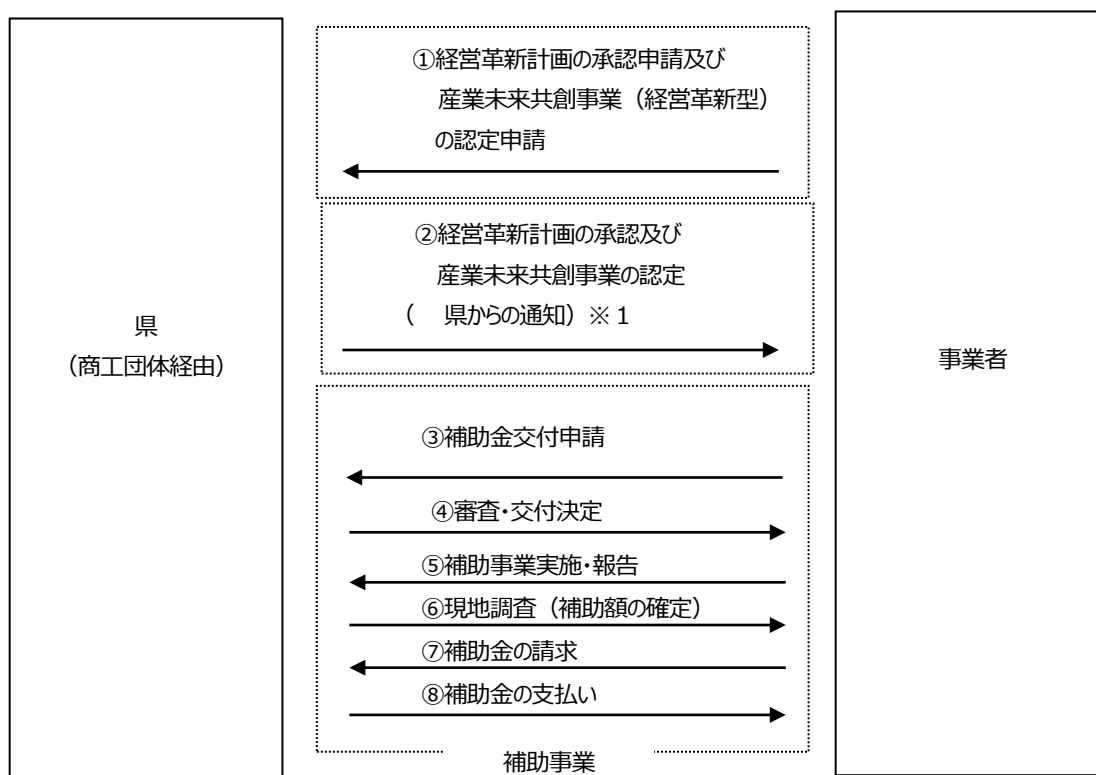 ①経営革新計画の承認申請及び
産業未来共創事業（経営革新型）
の認定申請
②経営革新計画の承認及び
産業未来共創事業の認定
（　県からの通知）※１
県
（商工団体経由）
事業者
③補助金交付申請
④審査・交付決定
⑤補助事業実施・報告
⑥現地調査（補助額の確定）
⑦補助金の請求
⑧補助金の支払い
補助事業